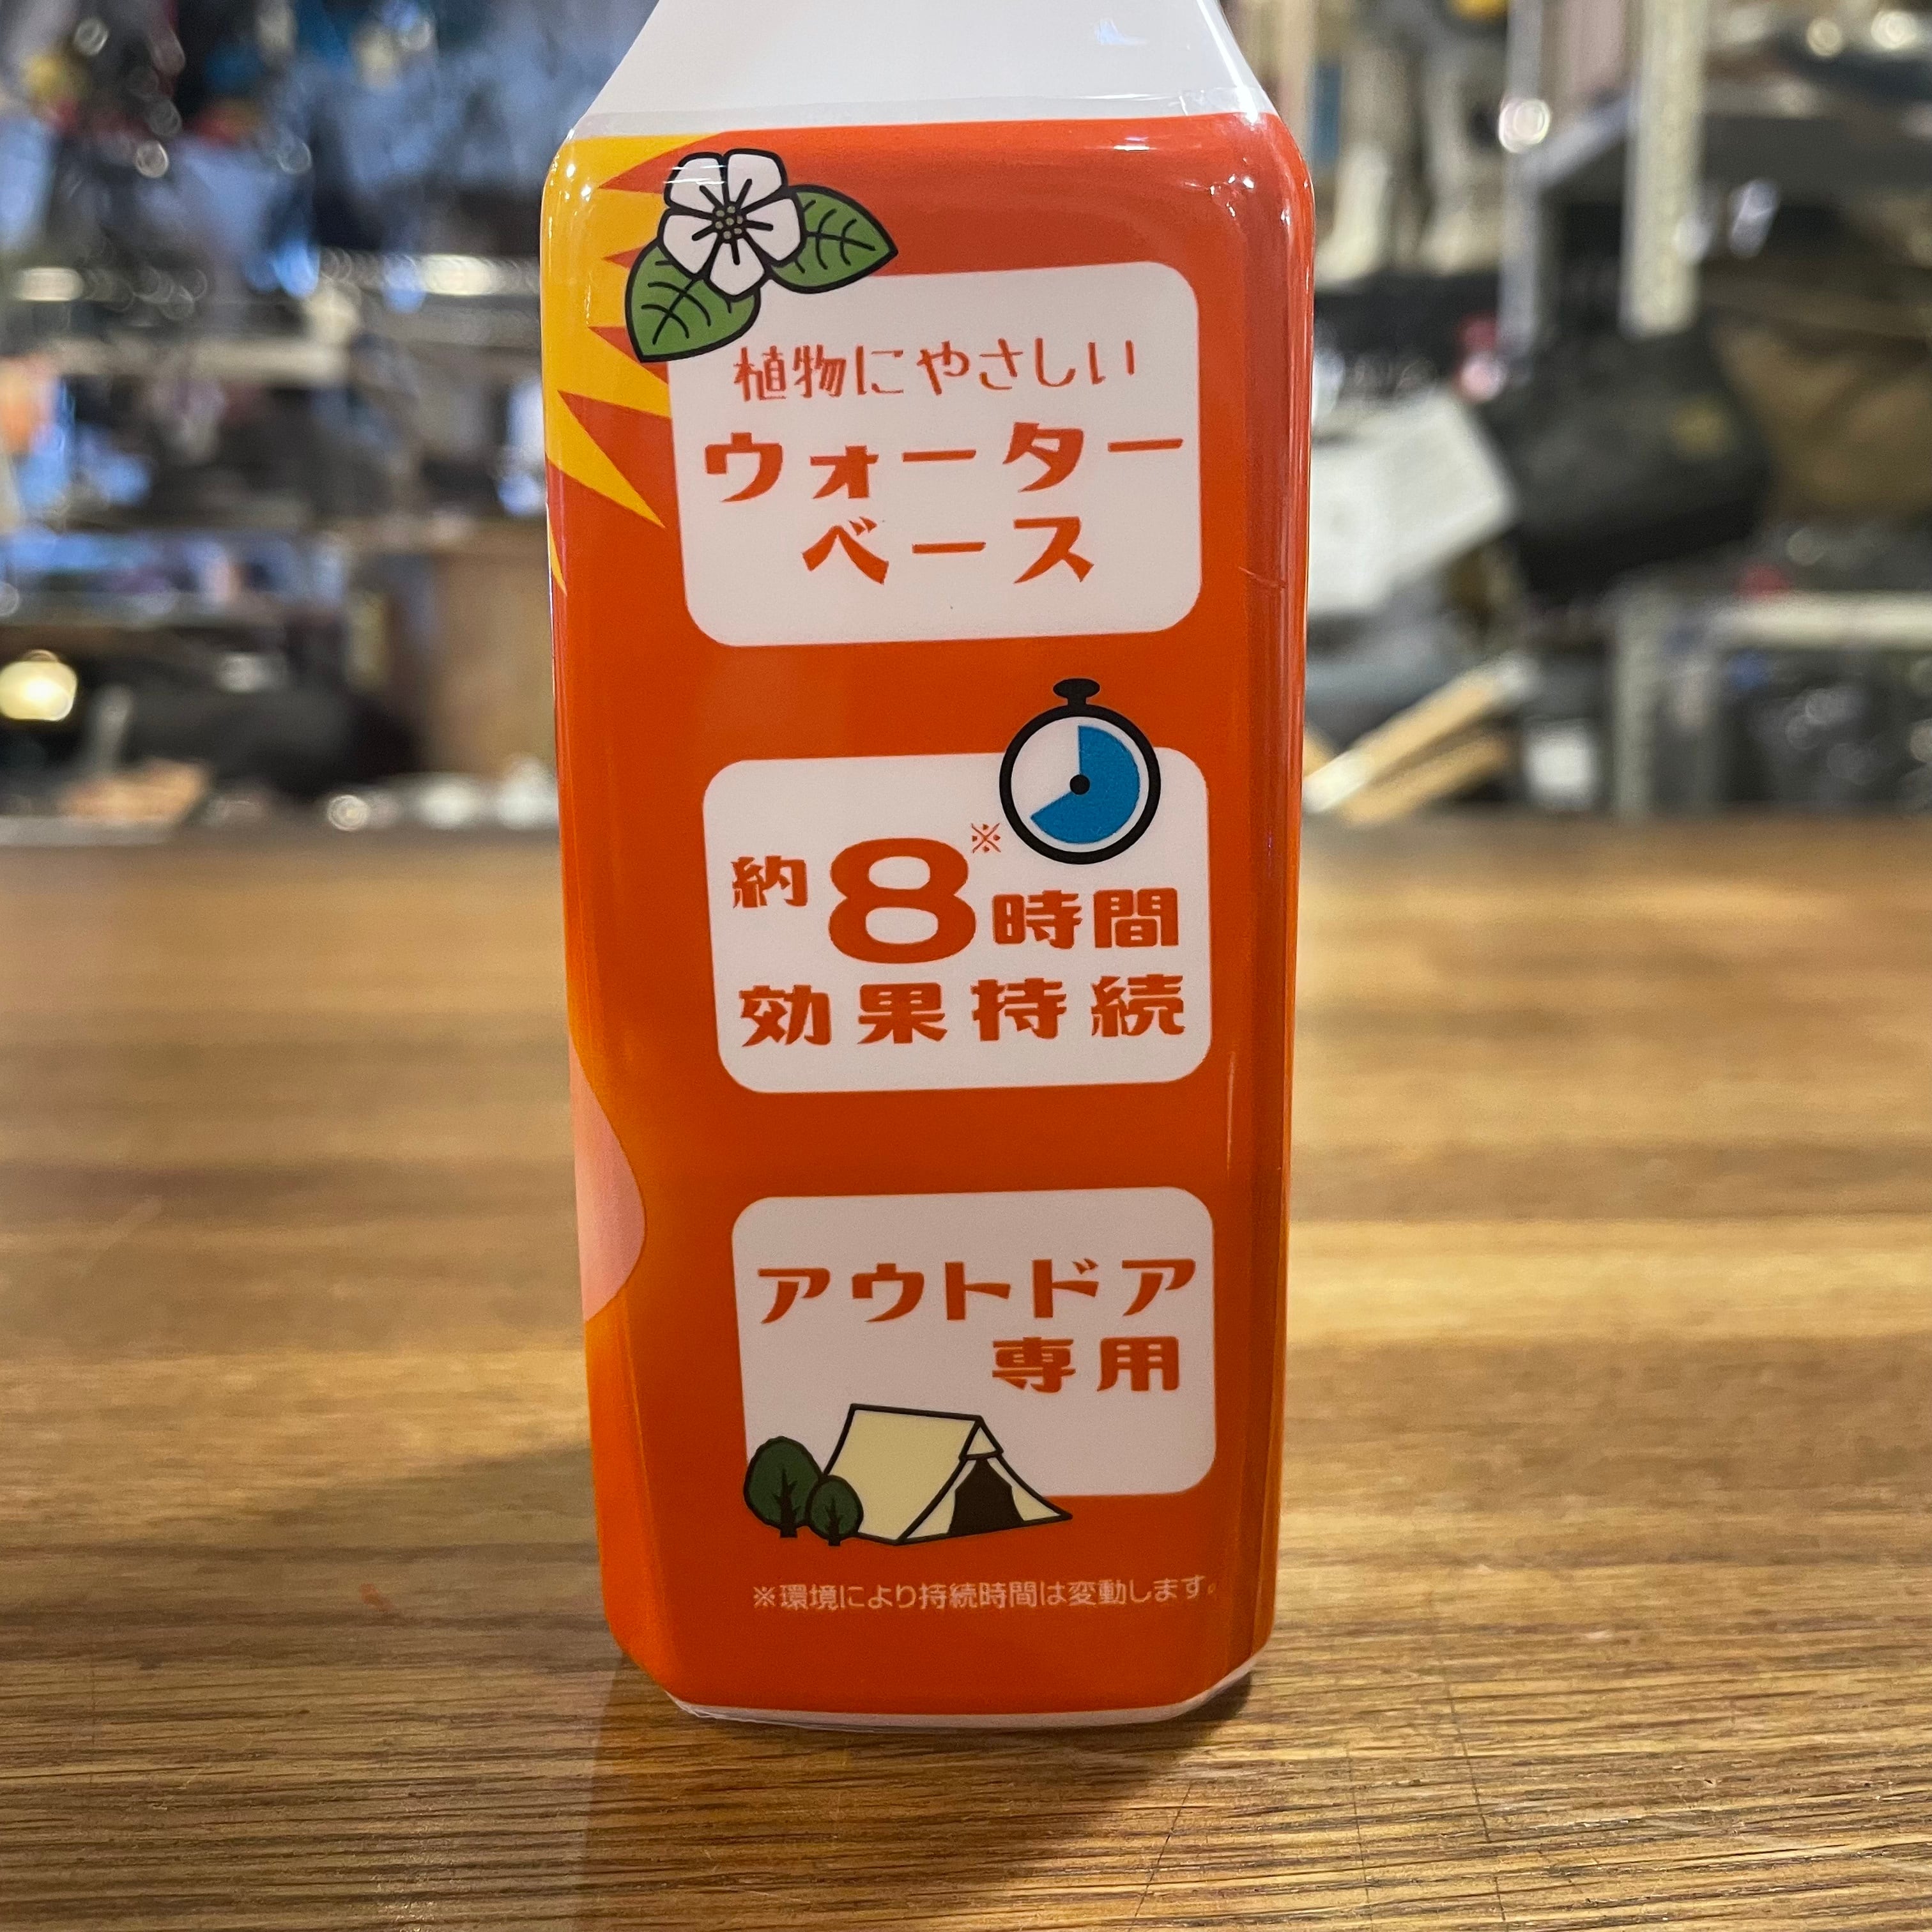 植物にやさしい
ウォーター
ベース
約8※時間
効果持続
アウトドア
専用
※環境により持続時間は変動します。